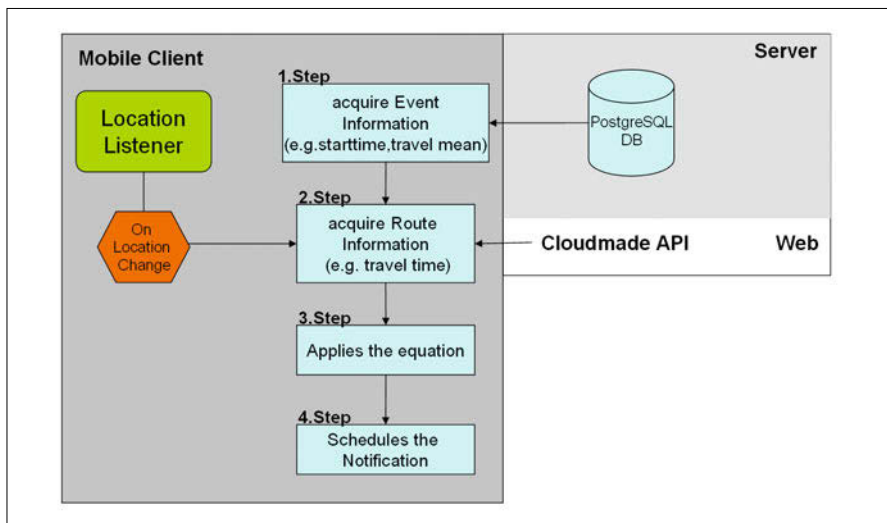 Mobile Client
Server
Location
Listener
1.Step
acquire Event
Information
(e.g.starttime,travel mean)
PostgreSQL
DB
2.Step
acquire Route
Information
(e.g. travel time)
On
Location
Change
Cloudmade API
Web
3.Step
Applies the equation
4.Step
Schedules the
Notification